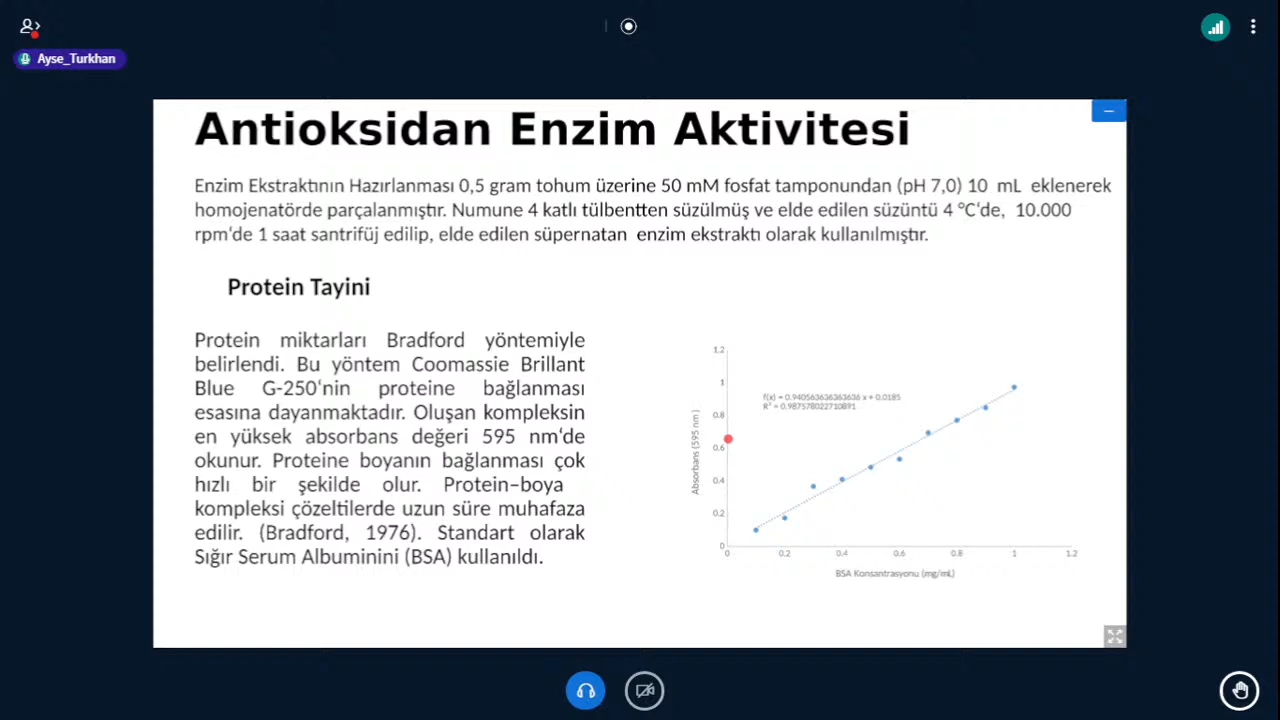 Ayse_Turkhan
Antioksidan Enzim Aktivitesi
Enzim Ekstraktının Hazırlanması 0,5 gram tohum üzerine 50 mM fosfat tamponundan (pH 7,0) 10 mL eklenerek
homojenatörde parçalanmıştır. Numune 4 katlı tülbentten süzülmüş ve elde edilen süzüntü 4 °C‘de, 10.000
rpm‘de 1 saat santrifüj edilip, elde edilen süpernatan enzim ekstraktı olarak kullanılmıştır.
Protein Tayini
Protein miktarları Bradford yöntemiyle
belirlendi. Bu yöntem Coomassie Brillant
Blue G-250‘nin proteine bağlanması
esasına dayanmaktadır. Oluşan kompleksin
en yüksek absorbans değeri 595 nm‘de
okunur. Proteine boyanın bağlanması çok
hızlı bir şekilde olur. Protein–boya
kompleksi çözeltilerde uzun süre muhafaza
edilir. (Bradford, 1976). Standart olarak
Sığır Serum Albuminini (BSA) kullanıldı.
Absorbans (595 nm )
1.2
1
0.8
0.6
0.4
0.2
0
f(x) = 0.940563636363636 x + 0.0185
R² = 0.987578022710891
0 0.2 0.4 0.6 0.8 1 1.2
BSA Konsantrasyonu (mg/mL)